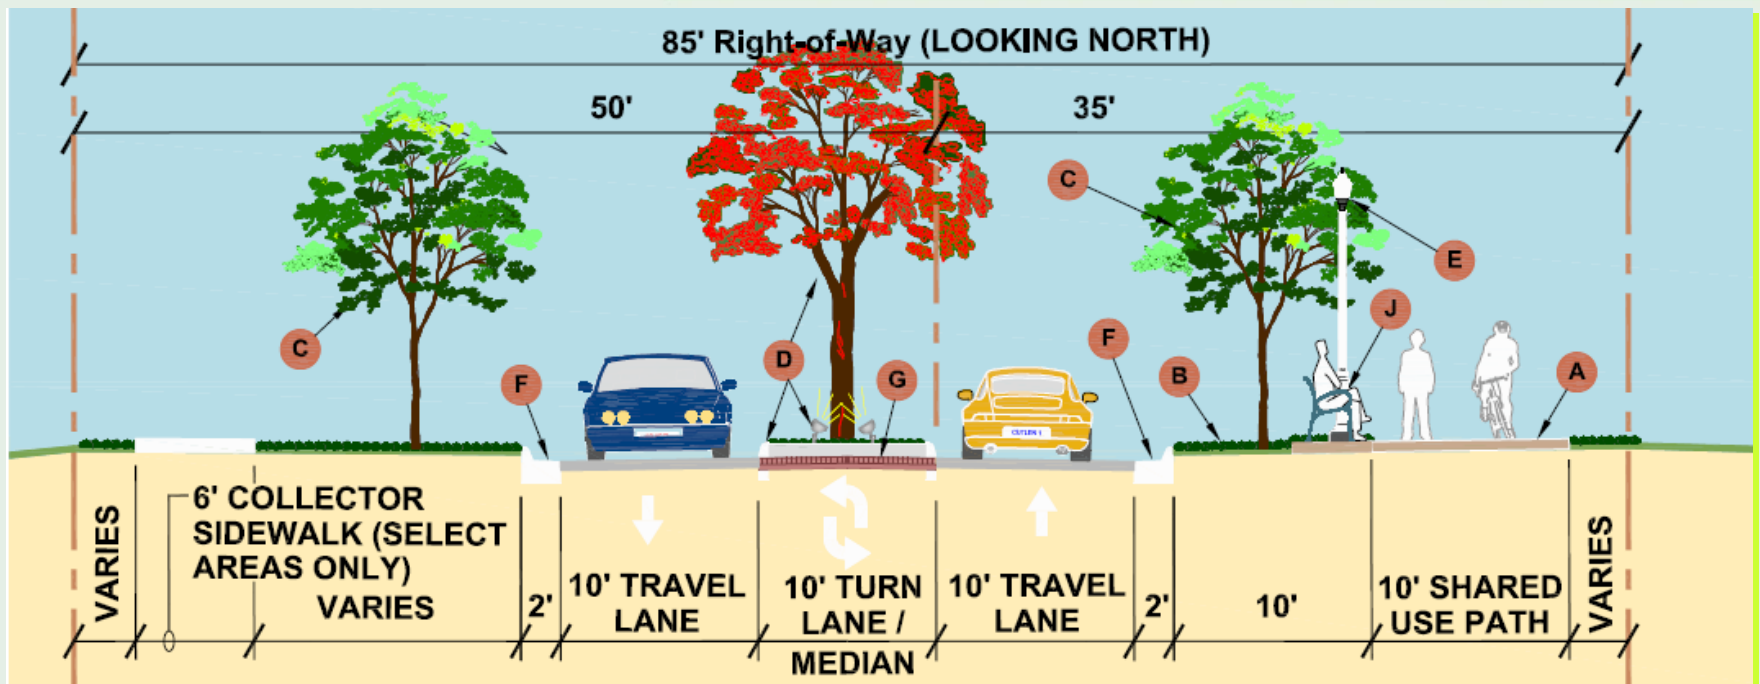 85' Right-of-Way (LOOKING NORTH)
50'
35'
C
E
J
C
D
G
F
F
B
A
VARIES
6' COLLECTOR
SIDEWALK (SELECT
AREAS ONLY)
VARIES
2'
10' TRAVEL
LANE
10' TURN
LANE /
MEDIAN
10' TRAVEL
LANE
2'
10'
10' SHARED
USE PATH
VARIES